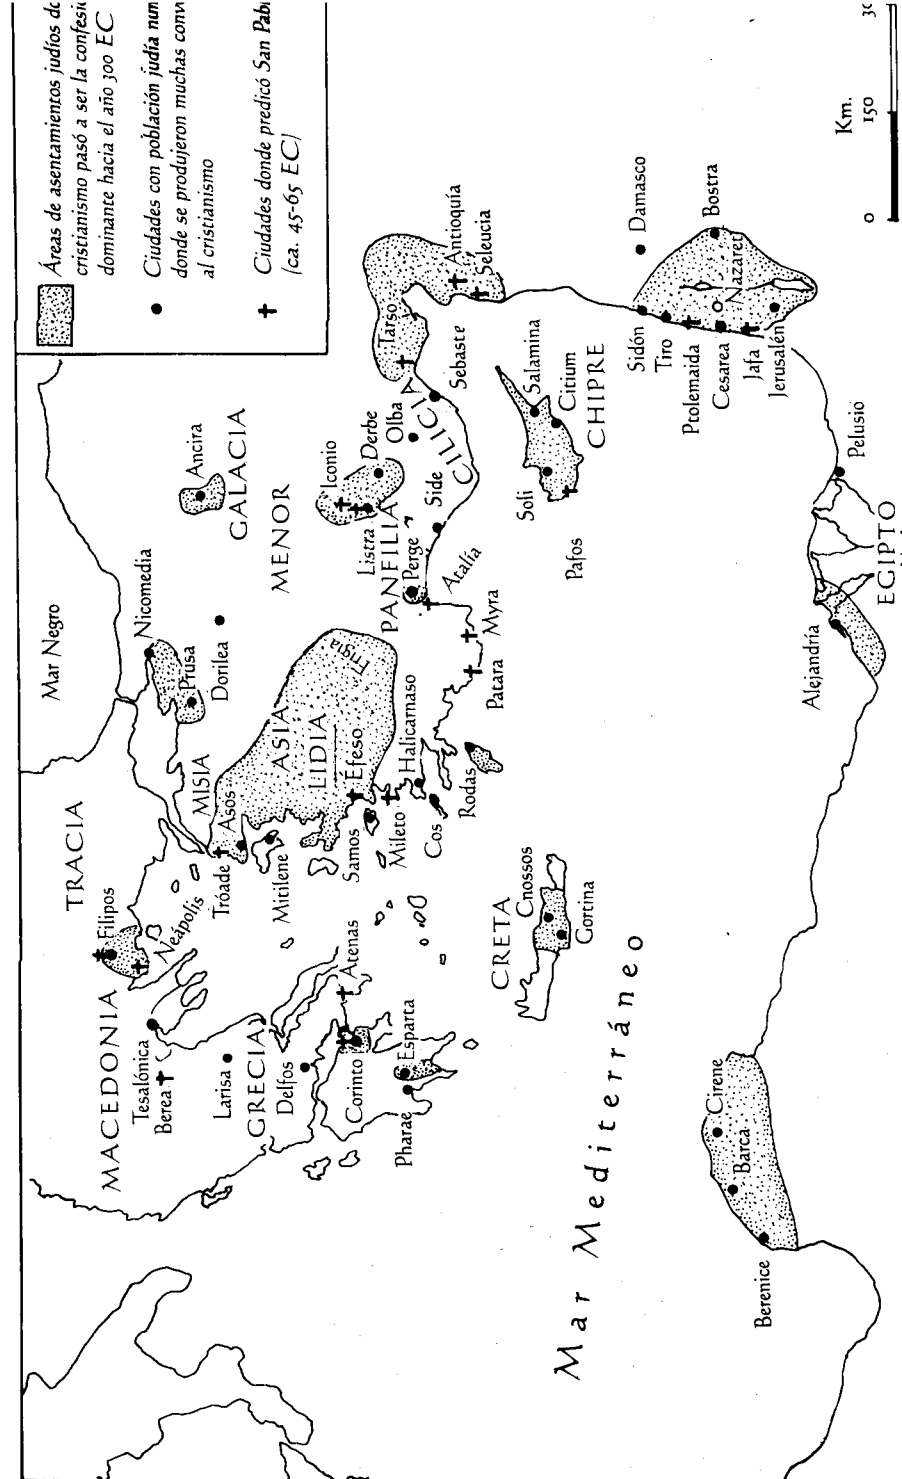 Áreas de asentamientos judíos
cristianismo pasó a ser la
dominante hacia el año 300 EC
Ciudades con población judía
donde se produjeron muchas
al cristianismo
Ciudades donde predicó San
(ca. 45-65 EC)
Mar Negro
TRACIA
MACEDONIA
Filipos
Neápolis
Tesalónica
Berea
Larisa
GRECIA
Delfos
Corinto
Atenas
Pharae
Esparta
Nicomedia
Prusa
Dorilea
MISIA
Asos
Tróade
Mitilene
ASIA
MENOR
LIDIA
Frigia
Éfeso
Samos
Mileto
Halicarnaso
Cos
Rodas
Ancira
GALACIA
Iconio
Listra
Derbe
PANFILIA
Perge
Atalía
Side
Myra
Patara
Olba
CILICIA
Sebaste
Tarso
Antioquía
Seleucia
Salamina
Citium
CHIPRE
Soli
Pafos
CRETA
Cnossos
Gortina
Mar Mediterráneo
Damasco
Bostra
Nazaret
Sidón
Tiro
Ptolemaida
Cesarea
Jafa
Jerusalén
Pelusio
EGIPTO
Alejandría
Cirene
Barca
Berenice
Km.
0 150